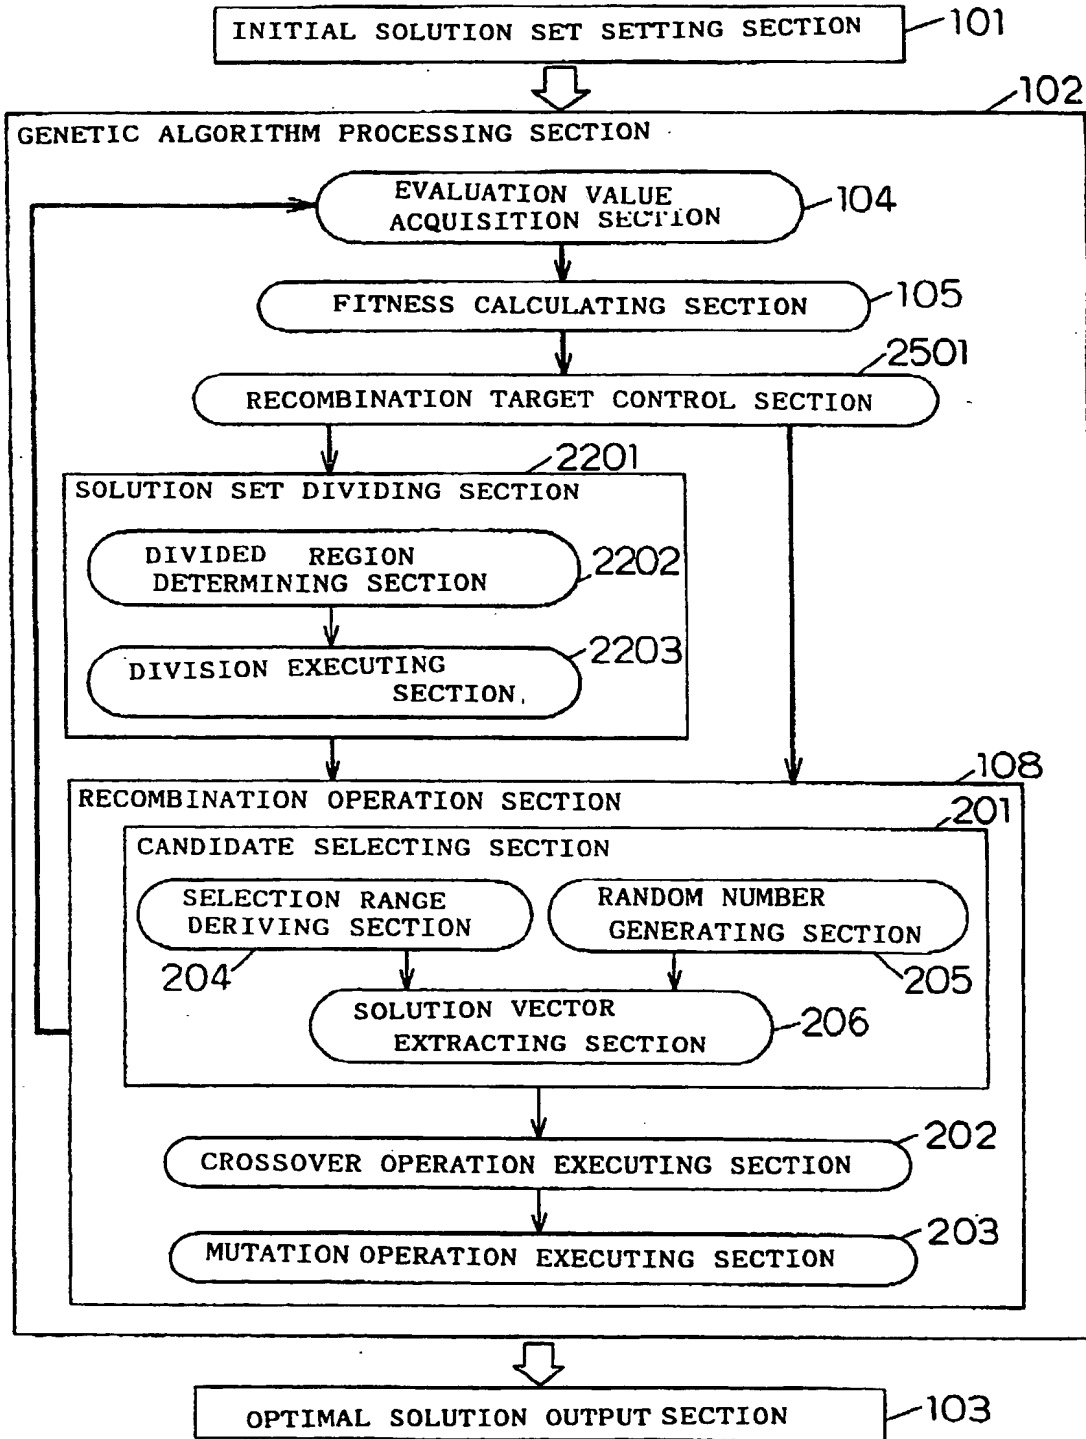 INITIAL SOLUTION SET SETTING SECTION
101
102
GENETIC ALGORITHM PROCESSING SECTION
EVALUATION VALUE
ACQUISITION SECTION
104
FITNESS CALCULATING SECTION
105
2501
RECOMBINATION TARGET CONTROL SECTION
2201
SOLUTION SET DIVIDING SECTION
DIVIDED REGION
DETERMINING SECTION
2202
DIVISION EXECUTING
SECTION
2203
108
RECOMBINATION OPERATION SECTION
201
CANDIDATE SELECTING SECTION
SELECTION RANGE
DERIVING SECTION
204
RANDOM NUMBER
GENERATING SECTION
205
SOLUTION VECTOR
EXTRACTING SECTION
206
202
CROSSOVER OPERATION EXECUTING SECTION
203
MUTATION OPERATION EXECUTING SECTION
OPTIMAL SOLUTION OUTPUT SECTION
103